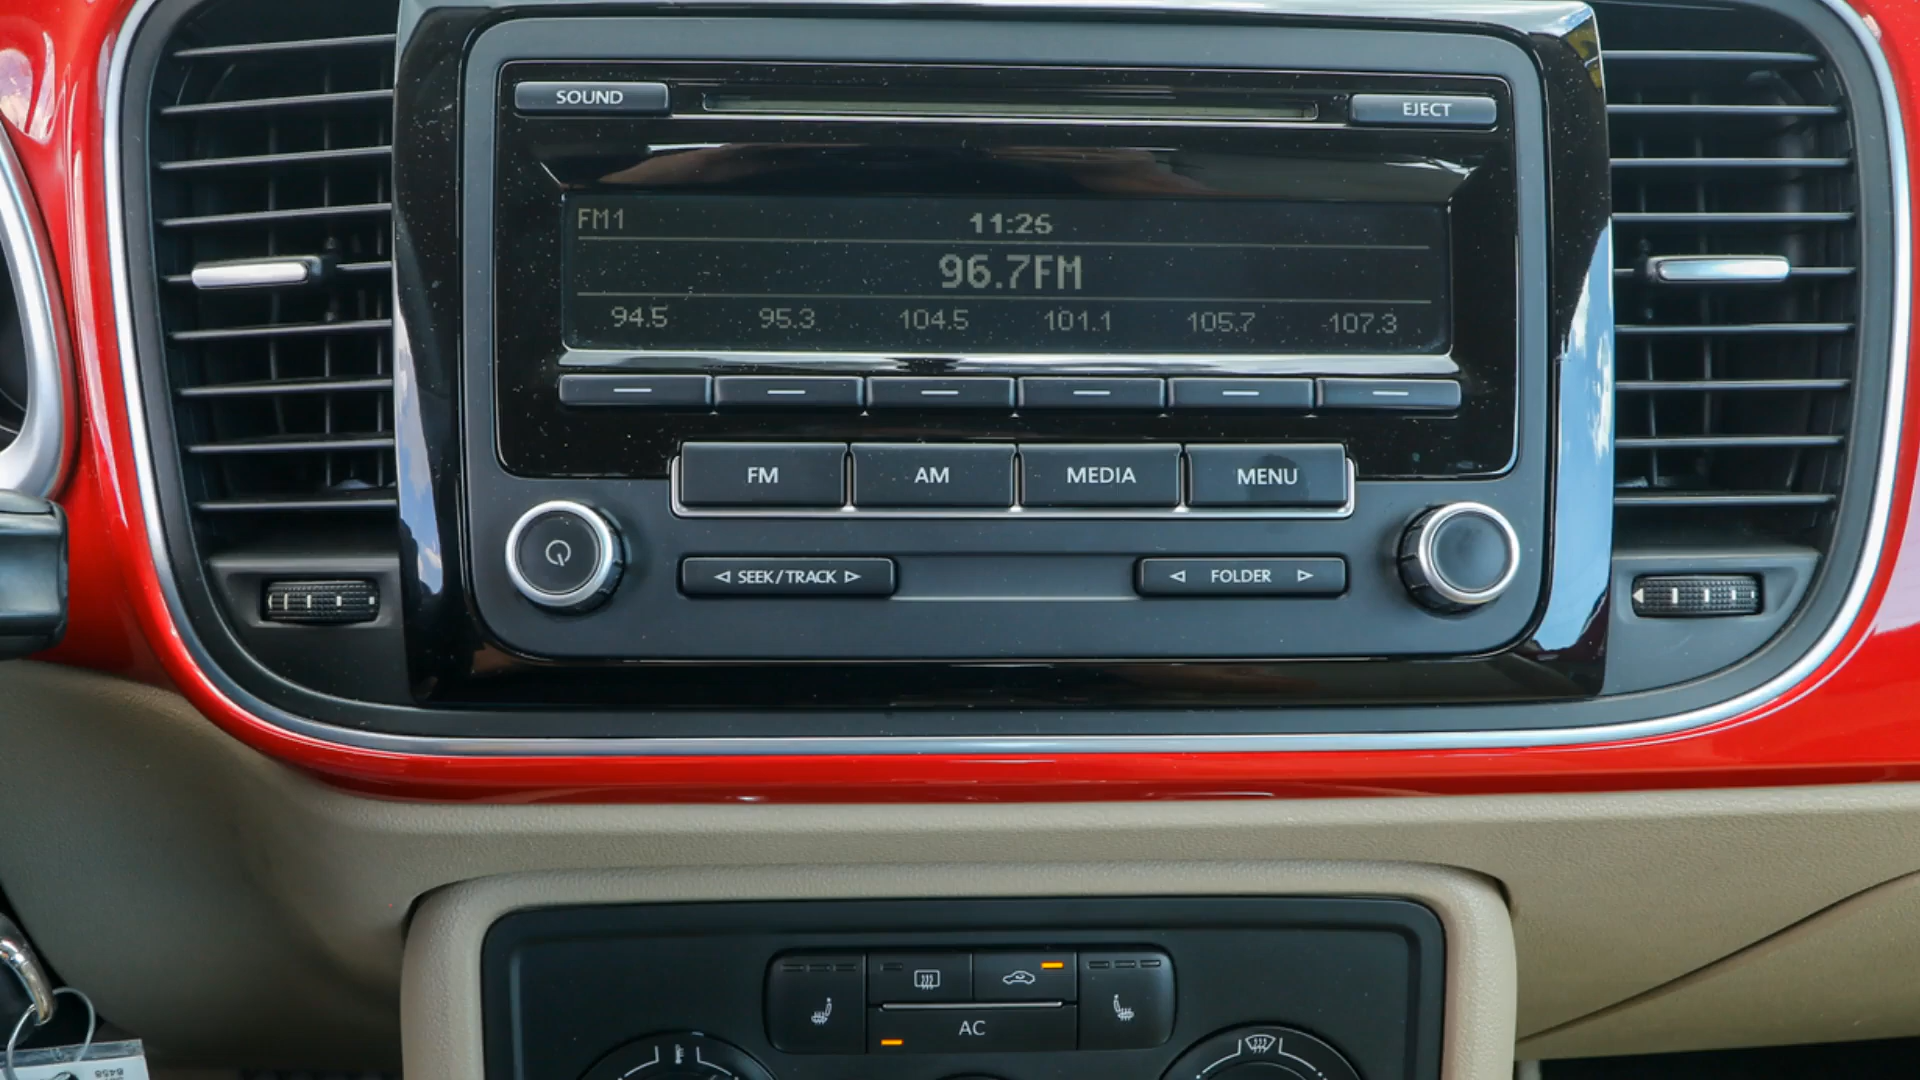 SOUND
EJECT
FM1
11:26
96.7FM
94.5 95.3 104.5 101.1 105.7 107.3
FM AM MEDIA MENU
SEEK/TRACK
FOLDER
AC
6458